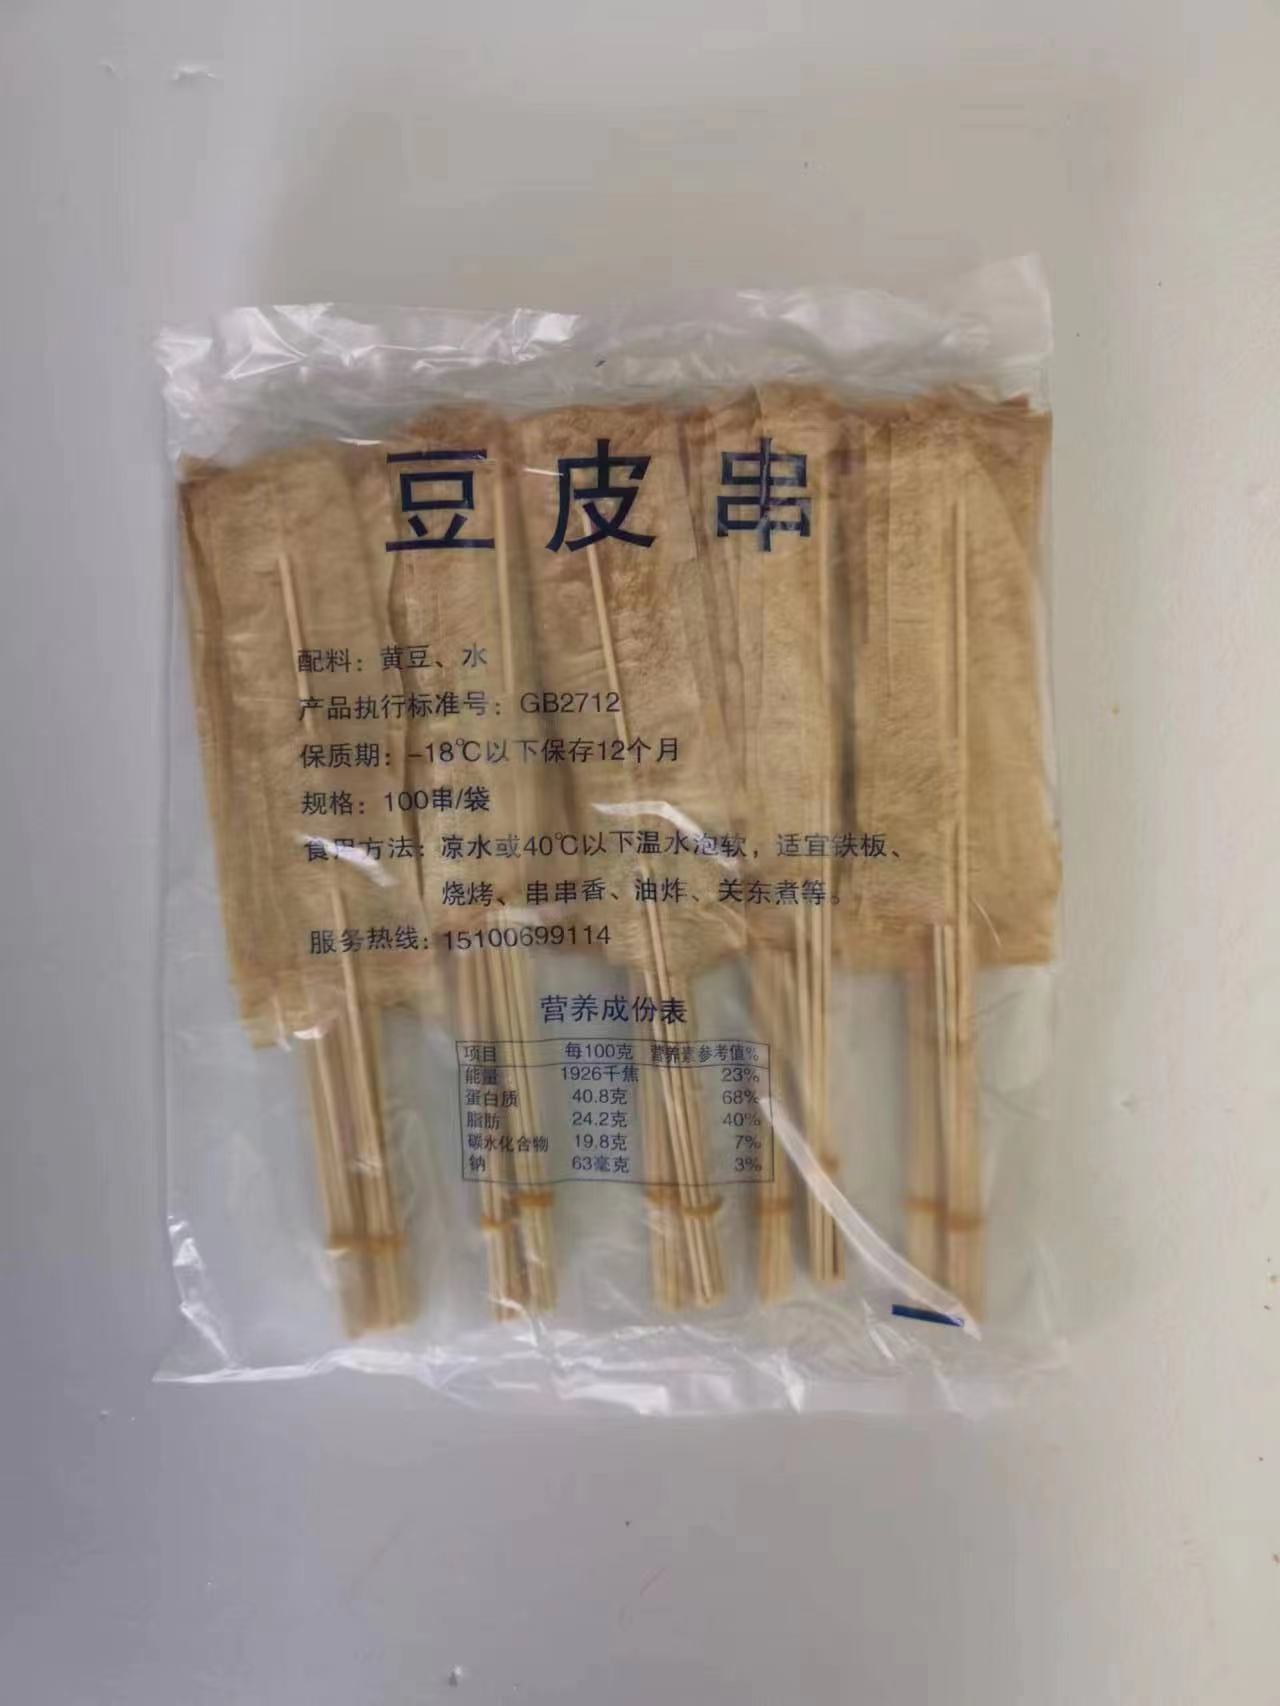 豆皮串
配料：黄豆、水
产品执行标准号：GB2712
保质期：-18℃以下保存12个月
规格：100串/袋
食用方法：凉水或40℃以下温水泡软，适宜铁板、
烧烤、串串香、油炸、关东煮等。
服务热线：15100699114
营养成份表
项目 每100克 营养素参考值%
能量 1926千焦 23%
蛋白质 40.8克 68%
脂肪 24.2克 40%
碳水化合物 19.8克 7%
钠 63毫克 3%